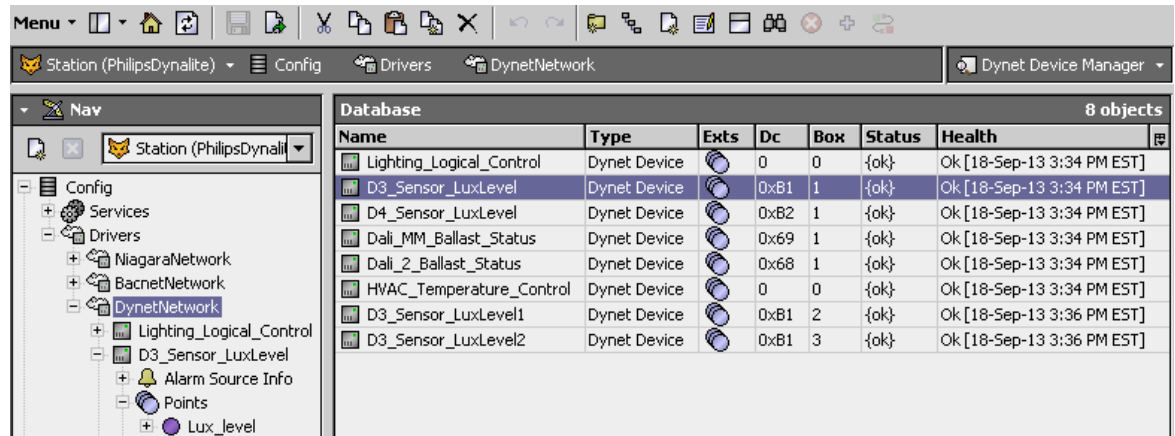 Menu
Station (PhilipsDynalite) Config Drivers DynetNetwork Dynet Device Manager
Nav
Station (PhilipsDynalit
Config
Services
Drivers
NiagaraNetwork
BacnetNetwork
DynetNetwork
Lighting_Logical_Control
D3_Sensor_LuxLevel
Alarm Source Info
Points
Lux_level
Database 8 objects
Name Type Exts Dc Box Status Health
Lighting_Logical_Control Dynet Device 0 0 {ok} Ok [18-Sep-13 3:34 PM EST]
D3_Sensor_LuxLevel Dynet Device 0xB1 1 {ok} Ok [18-Sep-13 3:34 PM EST]
D4_Sensor_LuxLevel Dynet Device 0xB2 1 {ok} Ok [18-Sep-13 3:34 PM EST]
Dali_MM_Ballast_Status Dynet Device 0x69 1 {ok} Ok [18-Sep-13 3:34 PM EST]
Dali_2_Ballast_Status Dynet Device 0x68 1 {ok} Ok [18-Sep-13 3:34 PM EST]
HVAC_Temperature_Control Dynet Device 0 0 {ok} Ok [18-Sep-13 3:34 PM EST]
D3_Sensor_LuxLevel1 Dynet Device 0xB1 2 {ok} Ok [18-Sep-13 3:36 PM EST]
D3_Sensor_LuxLevel2 Dynet Device 0xB1 3 {ok} Ok [18-Sep-13 3:36 PM EST]